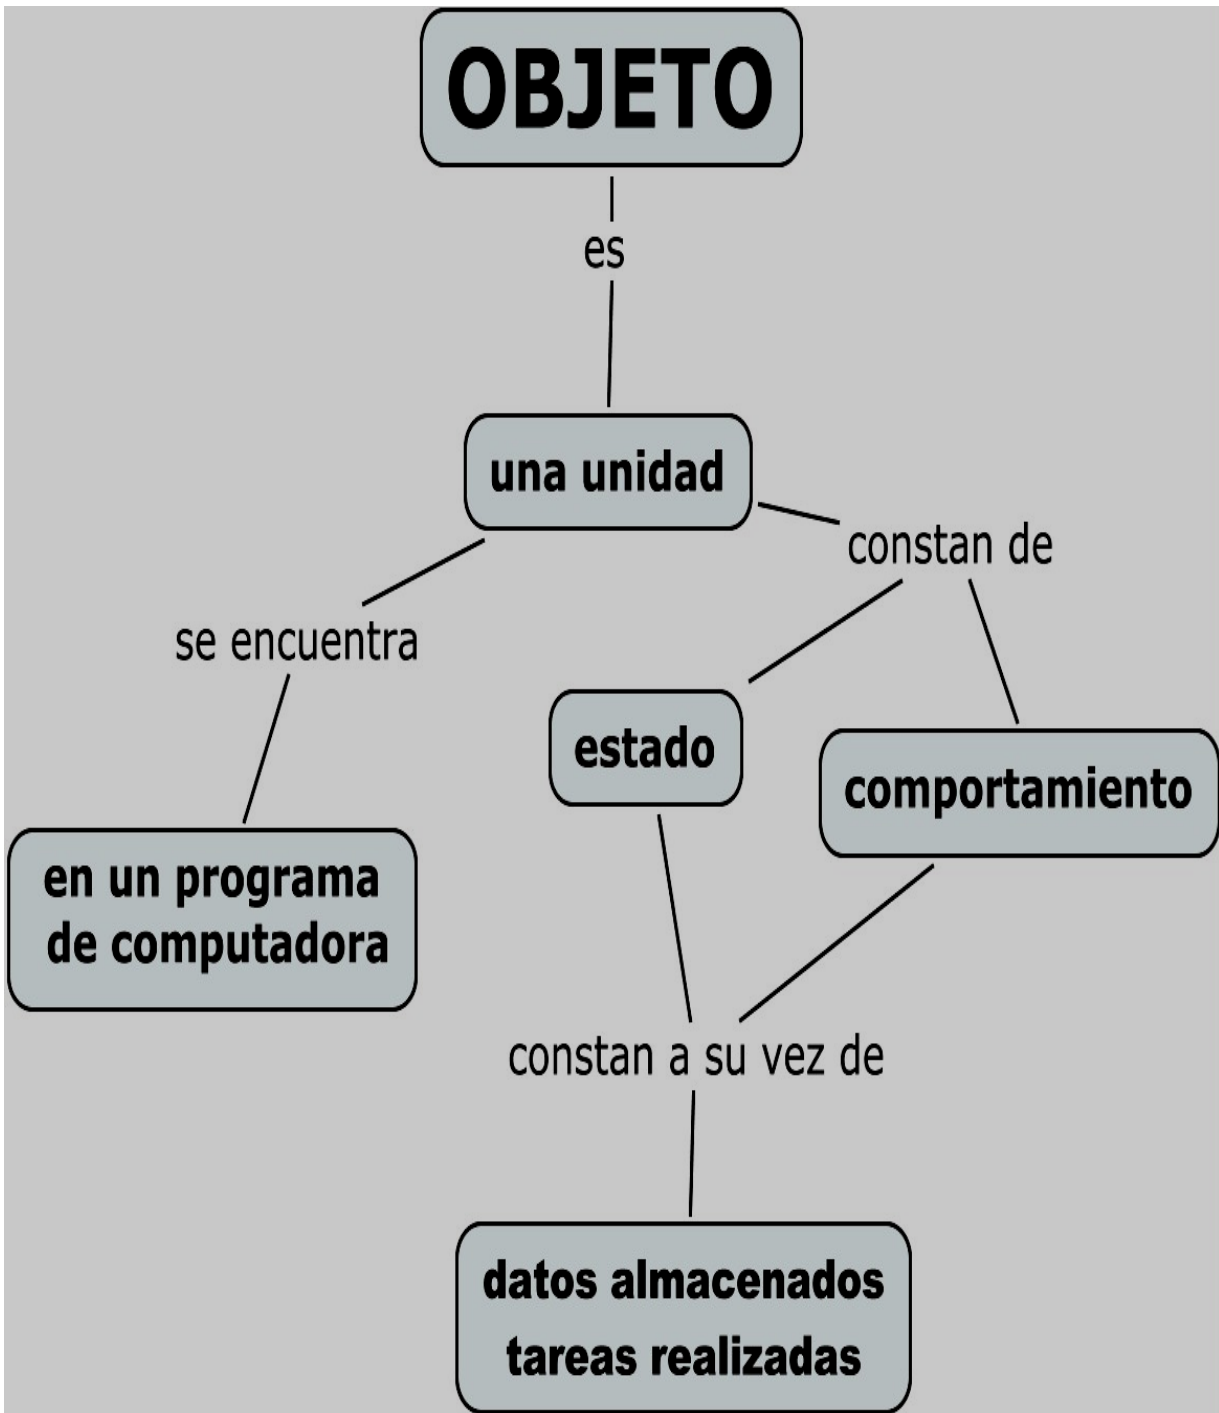 OBJETO
es
una unidad
constan de
se encuentra
estado
comportamiento
en un programa
de computadora
constan a su vez de
datos almacenados
tareas realizadas